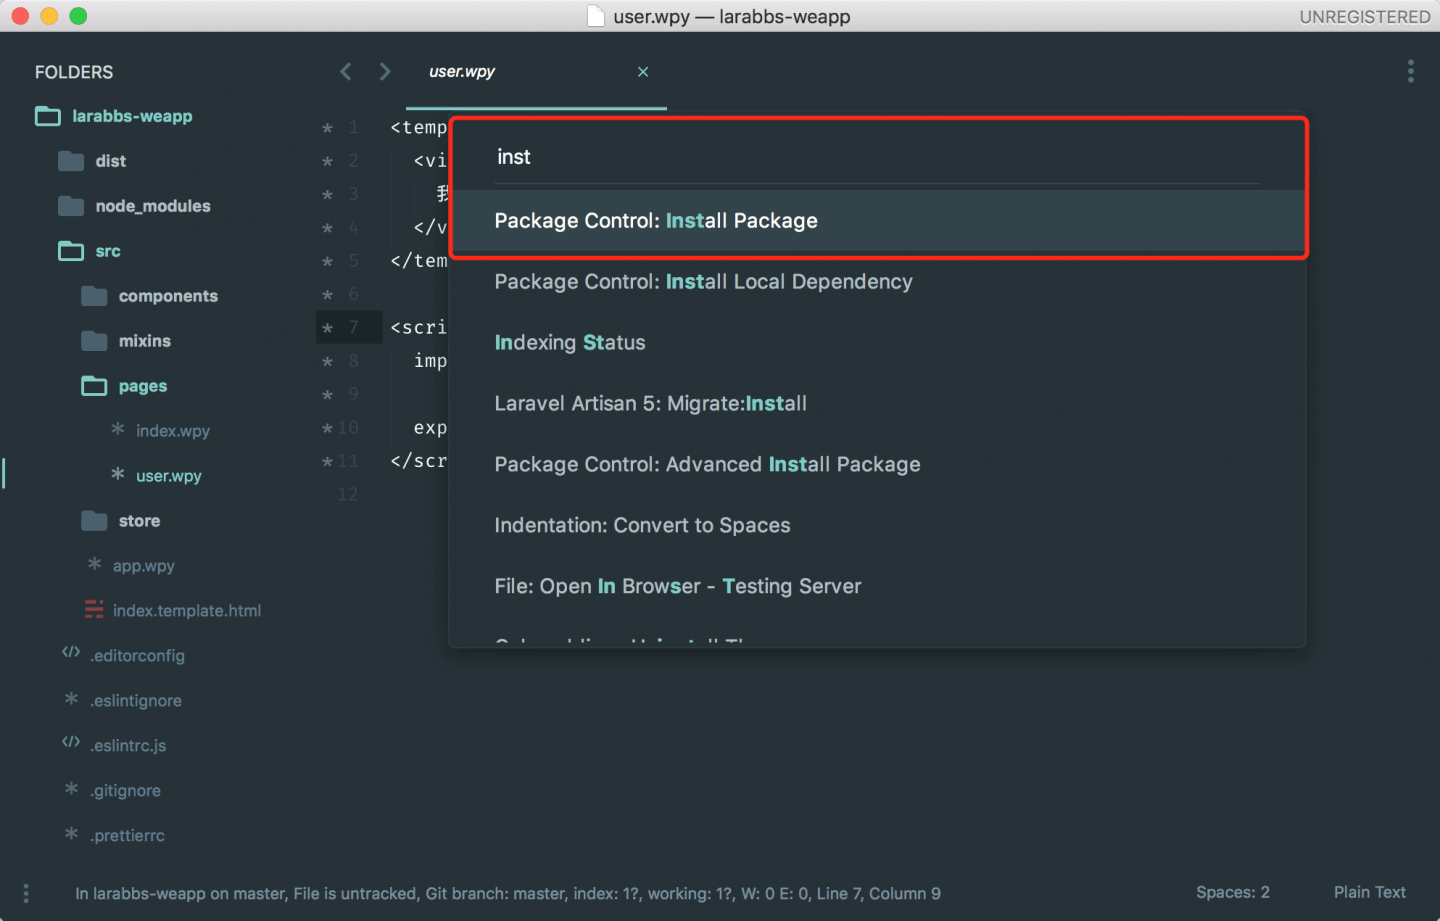 user.wpy — larabbs-weapp
UNREGISTERED
FOLDERS
larabbs-weapp
dist
node_modules
src
components
mixins
pages
* index.wpy
* user.wpy
store
* app.wpy
index.template.html
</> .editorconfig
* .eslintignore
</> .eslintrc.js
* .gitignore
* .prettierrc
user.wpy ×
* 1 <temp
* 2 <vi
* 3 我
* 4 </v
* 5 </tem
* 6
* 7 <scri
* 8 imp
* 9
* 10 exp
* 11 </scr
12
inst
Package Control: Install Package
Package Control: Install Local Dependency
Indexing Status
Laravel Artisan 5: Migrate:Install
Package Control: Advanced Install Package
Indentation: Convert to Spaces
File: Open In Browser - Testing Server
In larabbs-weapp on master, File is untracked, Git branch: master, index: 1?, working: 1?, W: 0 E: 0, Line 7, Column 9
Spaces: 2
Plain Text